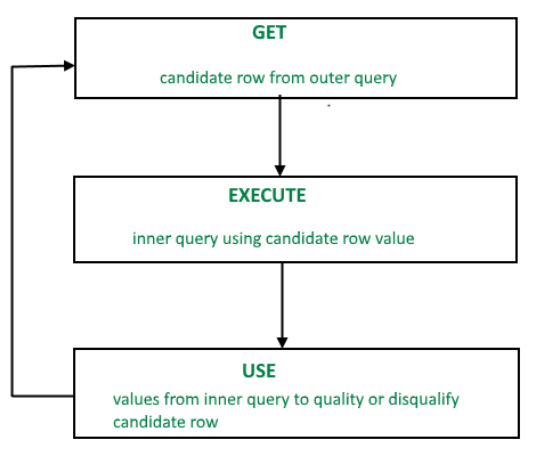 GET
candidate row from outer query
EXECUTE
inner query using candidate row value
USE
values from inner query to quality or disqualify
candidate row